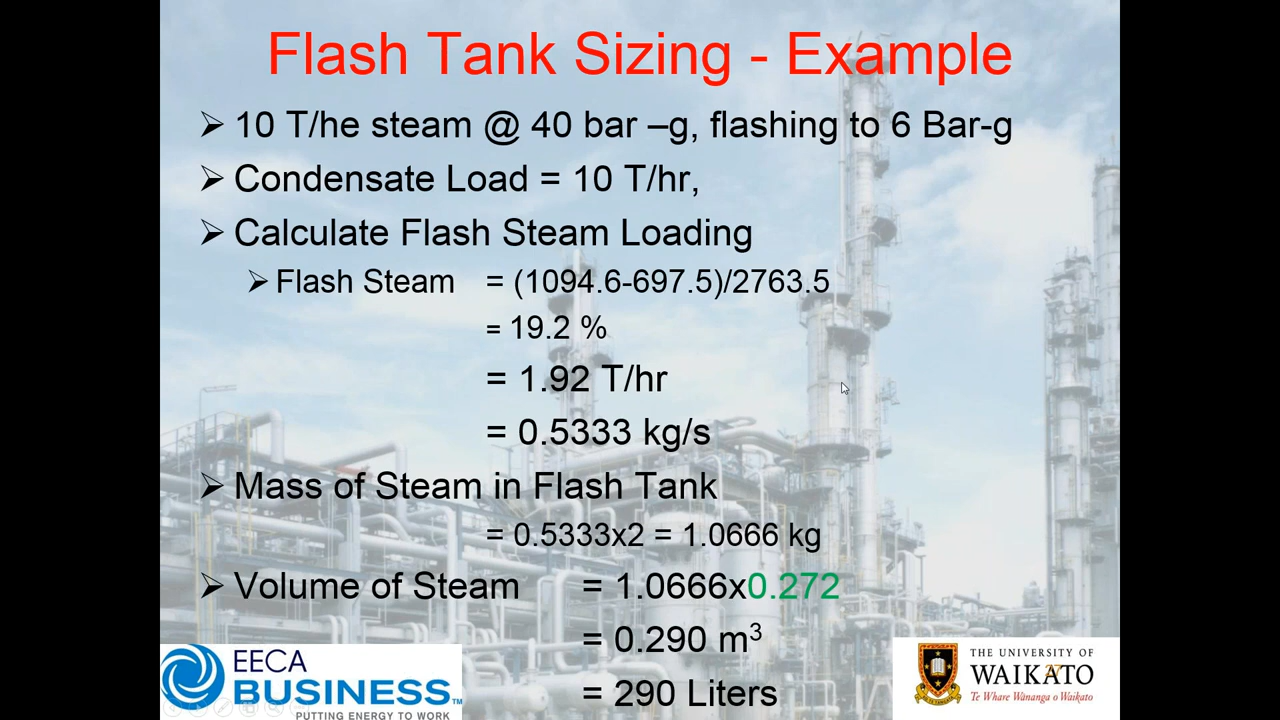 Flash Tank Sizing - Example
➢ 10 T/he steam @ 40 bar –g, flashing to 6 Bar-g
➢ Condensate Load = 10 T/hr,
➢ Calculate Flash Steam Loading
➢ Flash Steam = (1094.6-697.5)/2763.5
= 19.2 %
= 1.92 T/hr
= 0.5333 kg/s
➢ Mass of Steam in Flash Tank
= 0.5333x2 = 1.0666 kg
➢ Volume of Steam = 1.0666x0.272
= 0.290 m³
= 290 Liters
EECA
BUSINESS™
PUTTING ENERGY TO WORK
THE UNIVERSITY OF
WAIKATO
Te Whare Wānanga o Waikato